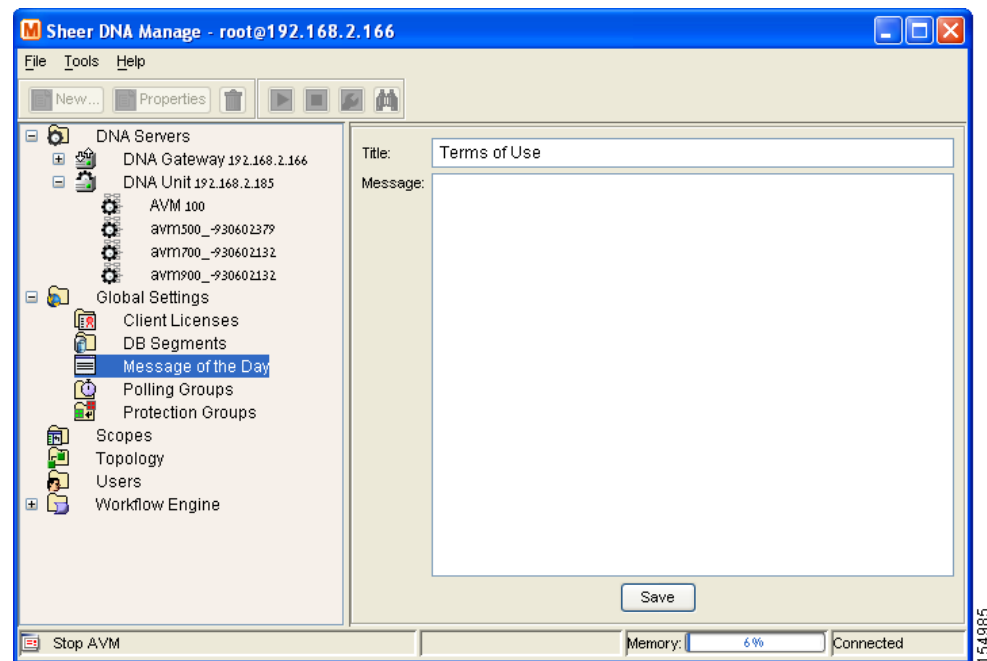 M Sheer DNA Manage - root@192.168.2.166
File Tools Help
New... Properties
DNA Servers
DNA Gateway 192.168.2.166
DNA Unit 192.168.2.185
AVM 100
avm500_-930602379
avm700_-930602132
avm900_-930602132
Global Settings
Client Licenses
DB Segments
Message of the Day
Polling Groups
Protection Groups
Scopes
Topology
Users
Workflow Engine
Title: Terms of Use
Message:
Save
Stop AVM
Memory: 6% Connected
154985